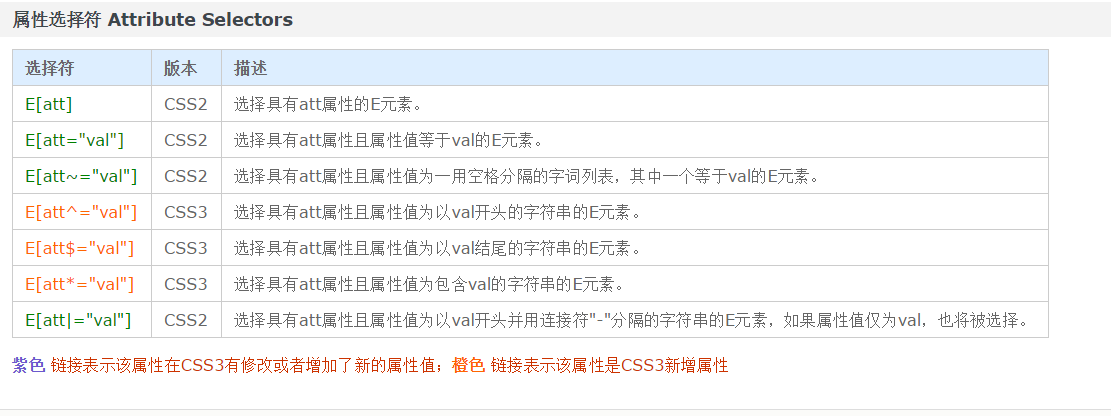 属性选择符 Attribute Selectors
选择符 版本 描述
E[att] CSS2 选择具有att属性的E元素。
E[att="val"] CSS2 选择具有att属性且属性值等于val的E元素。
E[att~="val"] CSS2 选择具有att属性且属性值为一用空格分隔的字词列表，其中一个等于val的E元素。
E[att^="val"] CSS3 选择具有att属性且属性值为以val开头的字符串的E元素。
E[att$="val"] CSS3 选择具有att属性且属性值为以val结尾的字符串的E元素。
E[att*="val"] CSS3 选择具有att属性且属性值为包含val的字符串的E元素。
E[att|="val"] CSS2 选择具有att属性且属性值为以val开头并用连接符"-"分隔的字符串的E元素，如果属性值仅为val，也将被选择。
紫色 链接表示该属性在CSS3有修改或者增加了新的属性值；橙色 链接表示该属性是CSS3新增属性